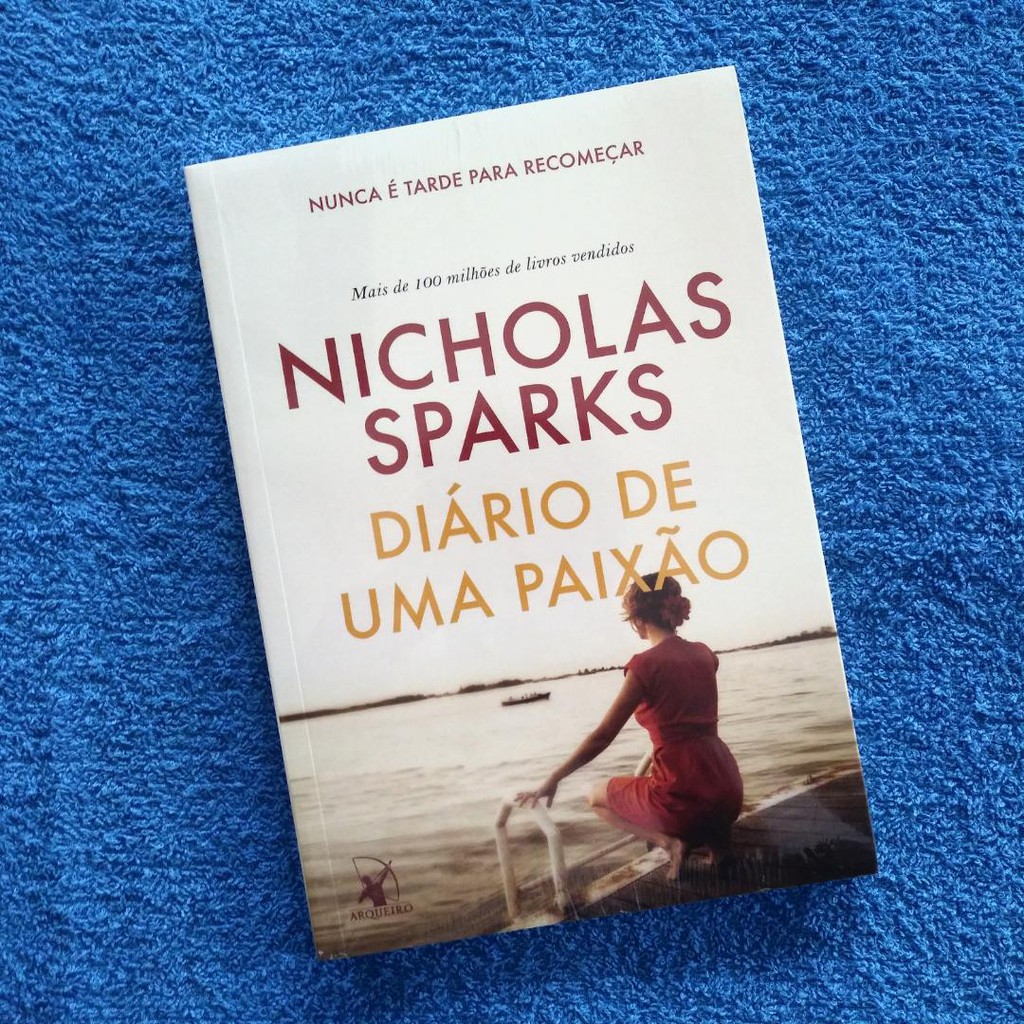 NUNCA É TARDE PARA RECOMEÇAR
Mais de 100 milhões de livros vendidos
NICHOLAS
SPARKS
DIÁRIO DE
UMA PAIXÃO
ARQUEIRO